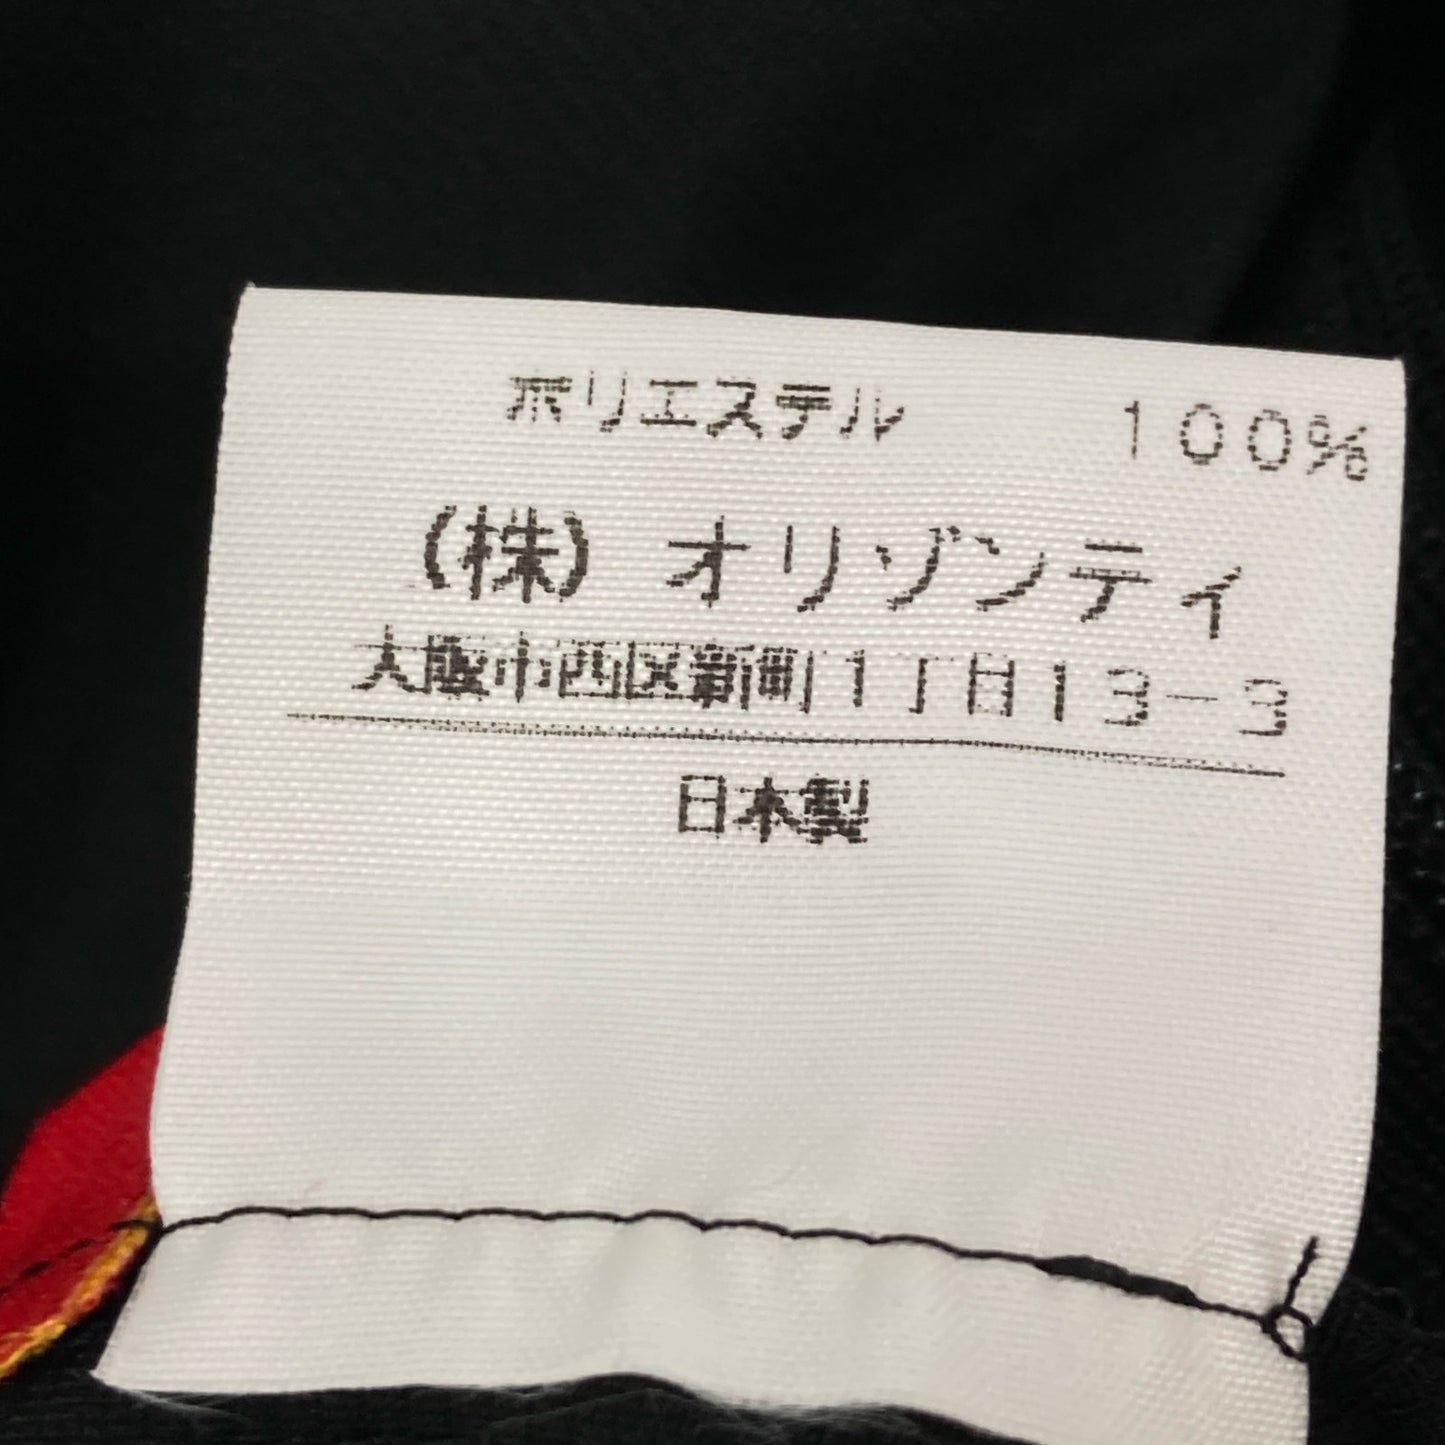 ポリエステル 100%
(株) オリゾンティ
大阪市西区新町1丁目13-3
日本製